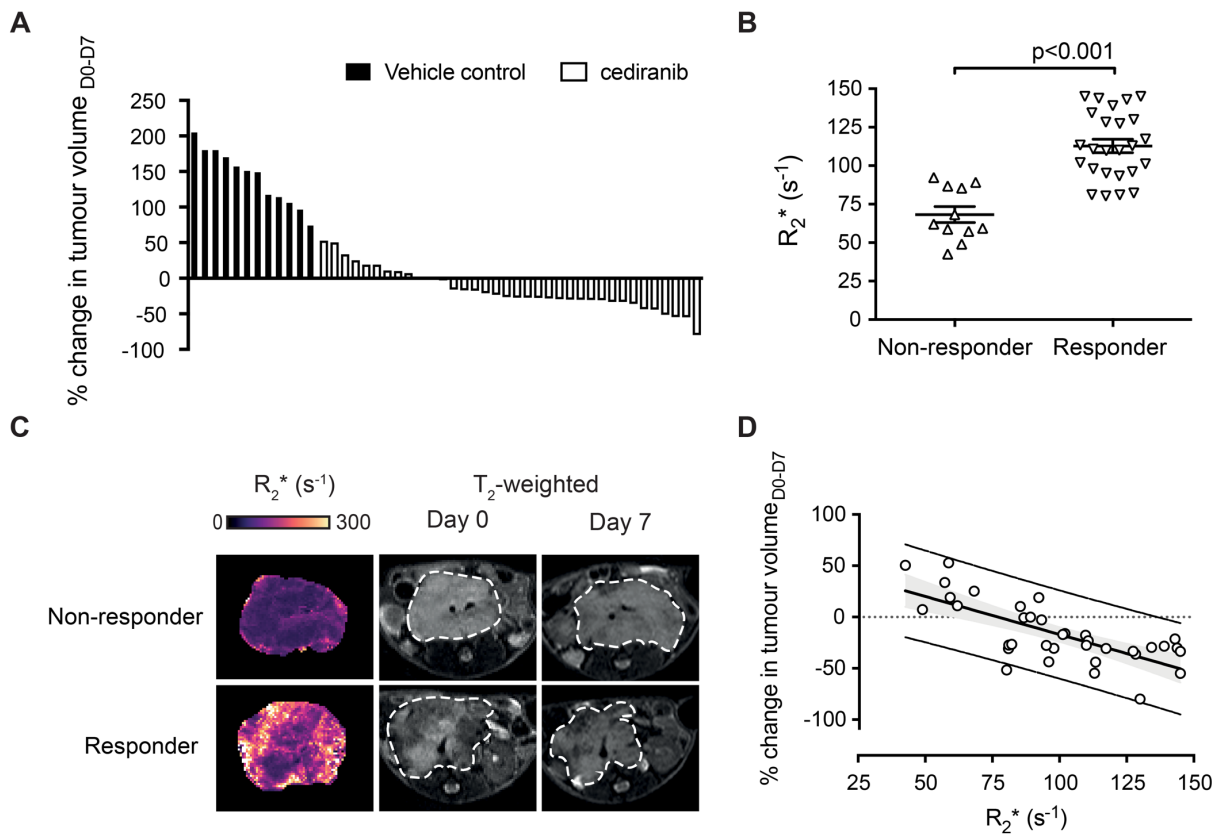 A
% change in tumour volume D0-D7
Vehicle control
cediranib
250
200
150
100
50
0
-50
-100
B
p<0.001
R2* (s-1)
150
125
100
75
50
25
0
Non-responder
Responder
C
R2* (s-1)
0
300
T2-weighted
Day 0
Day 7
Non-responder
Responder
D
% change in tumour volume D0-D7
100
50
0
-50
-100
25
50
75
100
125
150
R2* (s-1)